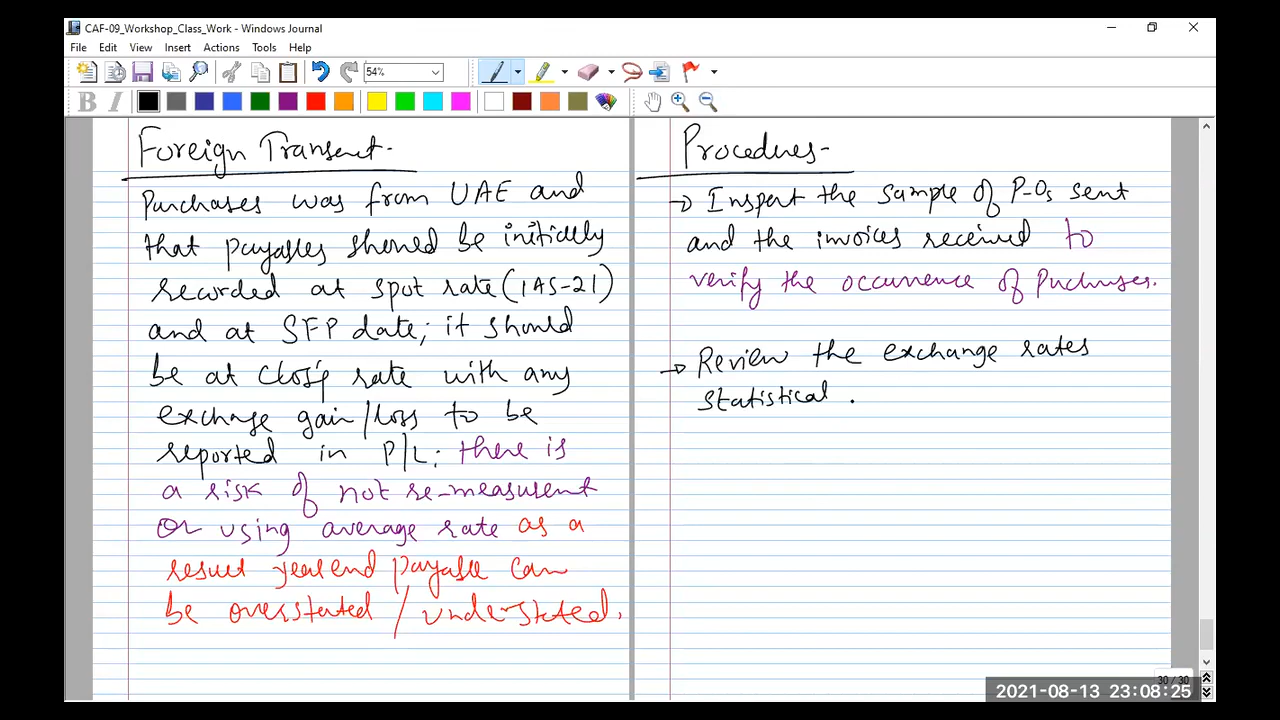 CAF-09_Workshop_Class_Work - Windows Journal
File Edit View Insert Actions Tools Help
54%
B I
Foreign Transact.
Purchases was from UAE and
that payables should be initially
recorded at spot rate (IAS-21)
and at SFP date; it should
be at Clos'g rate with any
exchage gain/loss to be
reported in P/L; there is
a risk of not re-measurent
Or using average rate as a
result yearend payable can
be overstated / understated.
Procedures-
→ Inspect the sample of P-Os sent
and the invoices received to
verify the occurrence of Puchases.
→ Review the exchange rates
statistical .
30 / 30
2021-08-13 23:08:25